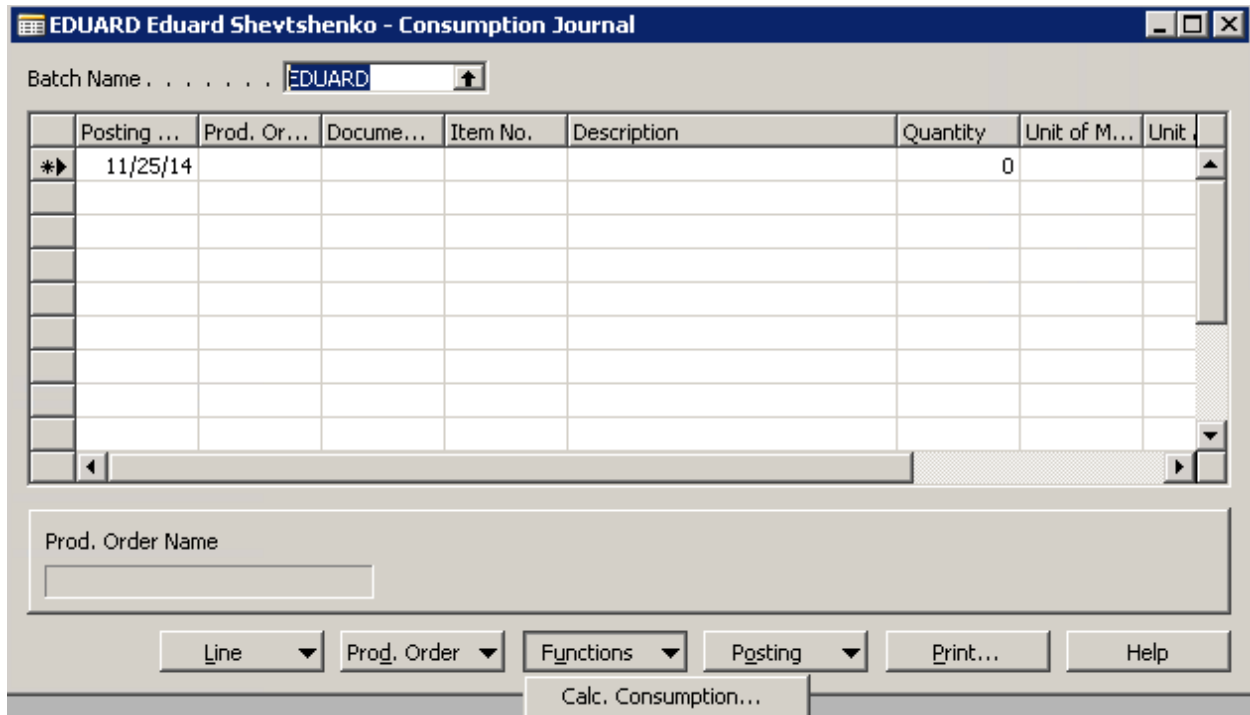 EDUARD Eduard Shevtshenko - Consumption Journal
Batch Name . . . . . . . EDUARD
Posting ... Prod. Or... Docume... Item No. Description Quantity Unit of M... Unit
11/25/14 0
Prod. Order Name
Line Prod. Order Functions Posting Print... Help
Calc. Consumption...